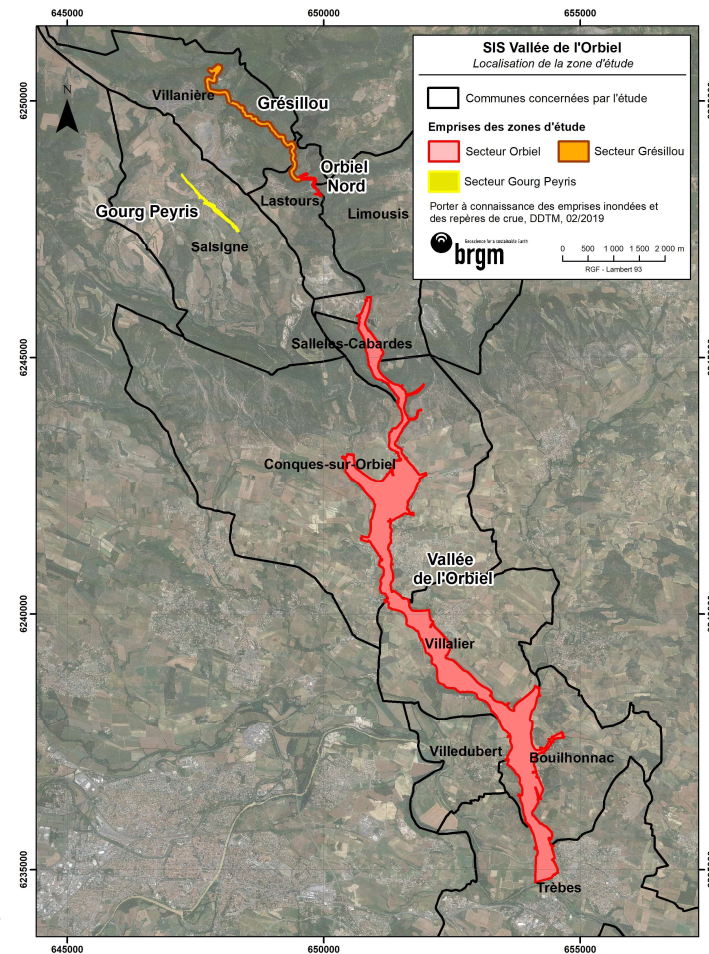 645000
650000
655000
SIS Vallée de l'Orbiel
Localisation de la zone d'étude
Communes concernées par l'étude
Emprises des zones d'étude
Secteur Orbiel
Secteur Grésillou
Secteur Gourg Peyris
Porter à connaissance des emprises inondées et
des repères de crue, DDTM, 02/2019
Geoscience for a sustainable Earth
brgm
0 500 1 000 1 500 2 000 m
RGF - Lambert 93
N
6250000
Villanière
Grésillou
Orbiel
Nord
Lastours
Limousis
Gourg Peyris
Salsigne
6245000
Salleles-Cabardes
Conques-sur-Orbiel
Vallée
de l'Orbiel
6240000
Villalier
Villedubert
Bouilhonnac
6235000
Trèbes
645000
650000
655000